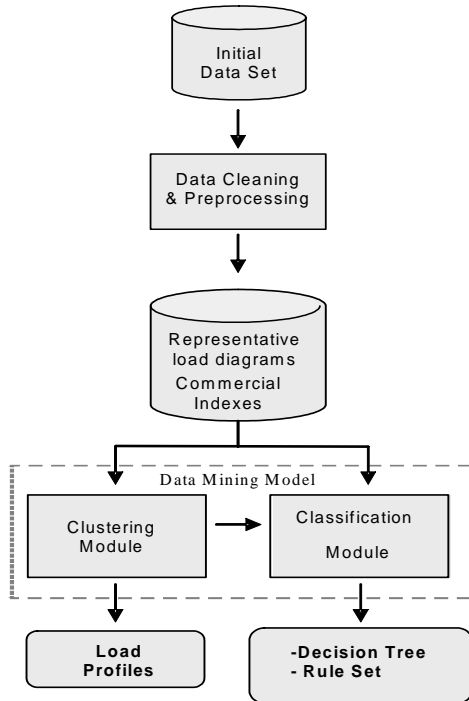 Initial
Data Set
Data Cleaning
& Preprocessing
Representative
load diagrams
Commercial
Indexes
Data Mining Model
Clustering
Module
Classification
Module
Load
Profiles
-Decision Tree
- Rule Set